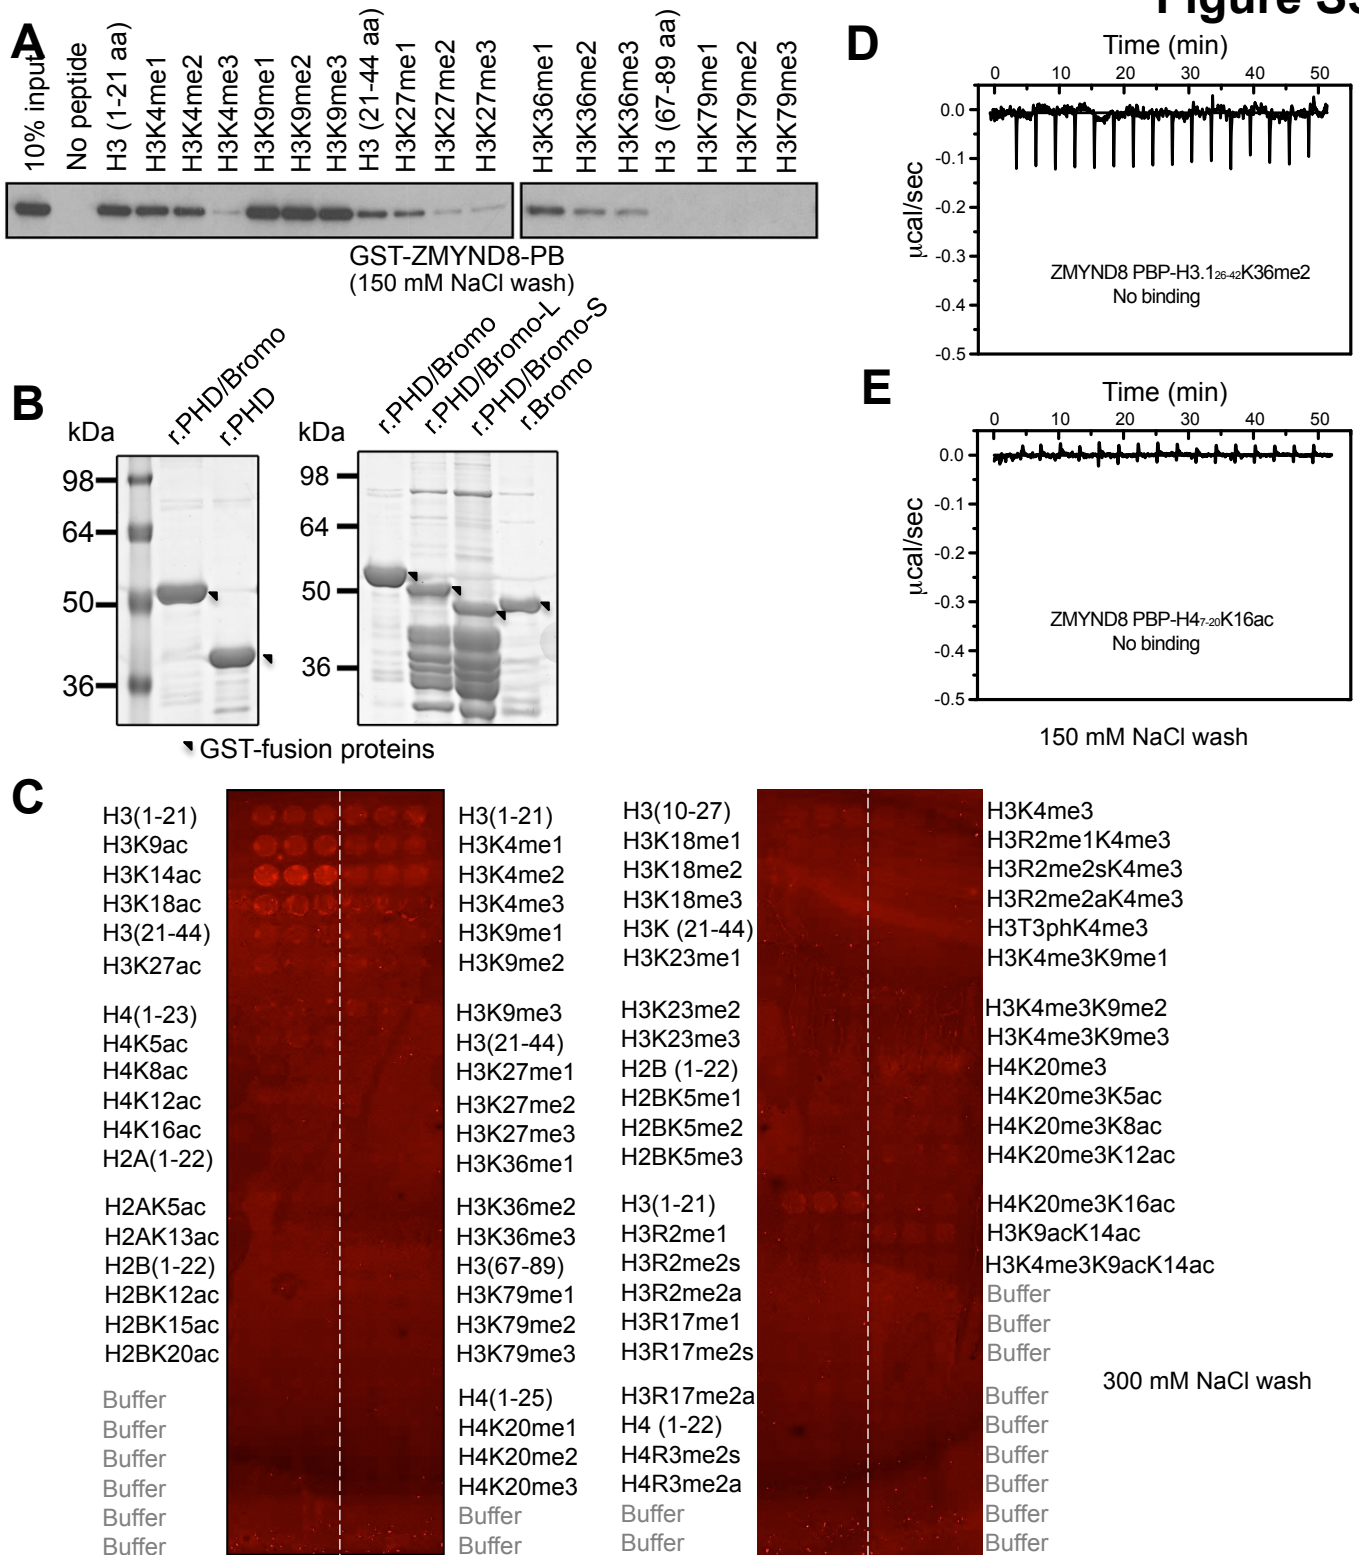 Figure S3
A
10% input
No peptide
H3 (1-21 aa)
H3K4me1
H3K4me2
H3K4me3
H3K9me1
H3K9me2
H3K9me3
H3 (21-44 aa)
H3K27me1
H3K27me2
H3K27me3
H3K36me1
H3K36me2
H3K36me3
H3 (67-89 aa)
H3K79me1
H3K79me2
H3K79me3
GST-ZMYND8-PB
(150 mM NaCl wash)
B
kDa
r.PHD/Bromo
r.PHD
98
64
50
36
kDa
r.PHD/Bromo
r.PHD/Bromo-L
r.PHD/Bromo-S
r.Bromo
98
64
50
36
GST-fusion proteins
D
Time (min)
0 10 20 30 40 50
0.0
-0.1
-0.2
-0.3
-0.4
-0.5
µcal/sec
ZMYND8 PBP-H3.126-42K36me2
No binding
E
Time (min)
0 10 20 30 40 50
0.0
-0.1
-0.2
-0.3
-0.4
-0.5
µcal/sec
ZMYND8 PBP-H47-20K16ac
No binding
150 mM NaCl wash
C
H3(1-21)
H3K9ac
H3K14ac
H3K18ac
H3(21-44)
H3K27ac
H4(1-23)
H4K5ac
H4K8ac
H4K12ac
H4K16ac
H2A(1-22)
H2AK5ac
H2AK13ac
H2B(1-22)
H2BK12ac
H2BK15ac
H2BK20ac
Buffer
Buffer
Buffer
Buffer
Buffer
Buffer
H3(1-21)
H3K4me1
H3K4me2
H3K4me3
H3K9me1
H3K9me2
H3K9me3
H3(21-44)
H3K27me1
H3K27me2
H3K27me3
H3K36me1
H3K36me2
H3K36me3
H3(67-89)
H3K79me1
H3K79me2
H3K79me3
H4(1-25)
H4K20me1
H4K20me2
H4K20me3
Buffer
Buffer
H3(10-27)
H3K18me1
H3K18me2
H3K18me3
H3K (21-44)
H3K23me1
H3K23me2
H3K23me3
H2B (1-22)
H2BK5me1
H2BK5me2
H2BK5me3
H3(1-21)
H3R2me1
H3R2me2s
H3R2me2a
H3R17me1
H3R17me2s
H3R17me2a
H4 (1-22)
H4R3me2s
H4R3me2a
Buffer
Buffer
H3K4me3
H3R2me1K4me3
H3R2me2sK4me3
H3R2me2aK4me3
H3T3phK4me3
H3K4me3K9me1
H3K4me3K9me2
H3K4me3K9me3
H4K20me3
H4K20me3K5ac
H4K20me3K8ac
H4K20me3K12ac
H4K20me3K16ac
H3K9acK14ac
H3K4me3K9acK14ac
Buffer
Buffer
Buffer
Buffer
Buffer
Buffer
Buffer
Buffer
Buffer
300 mM NaCl wash